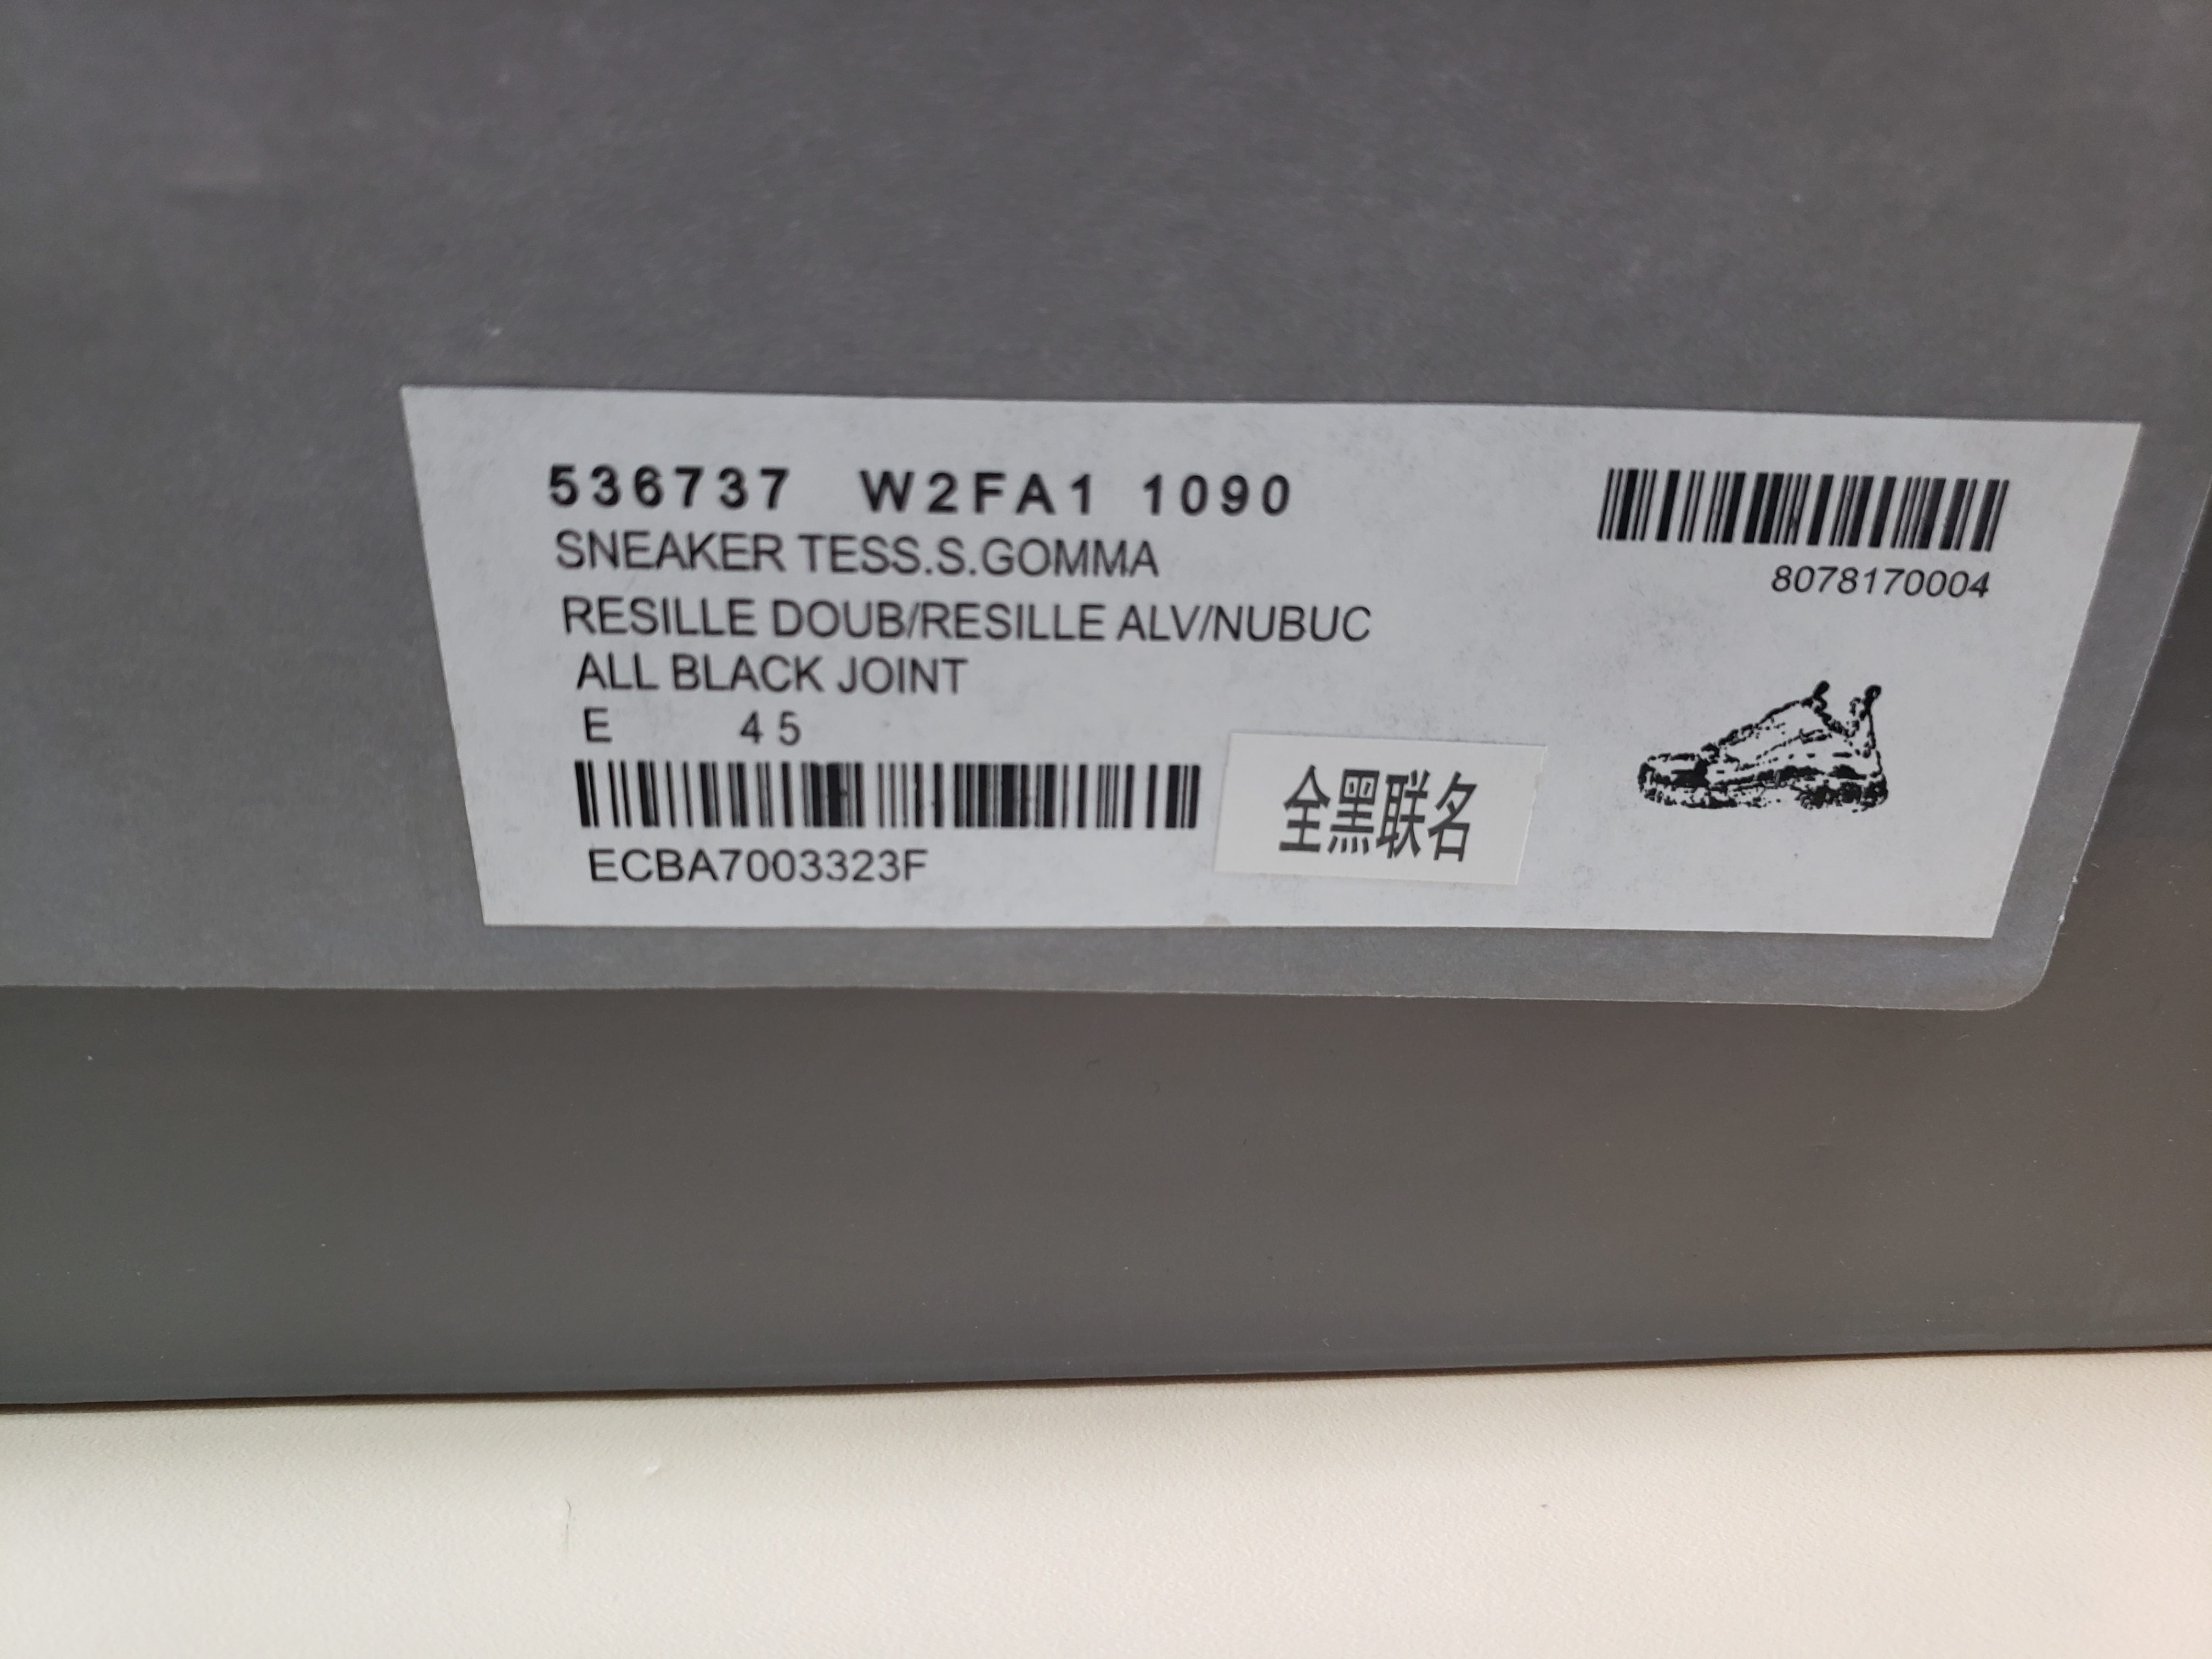 536737 W2FA1 1090
SNEAKER TESS.S.GOMMA
RESILLE DOUB/RESILLE ALV/NUBUC
ALL BLACK JOINT
E 45
ECBA7003323F
全黑联名
8078170004